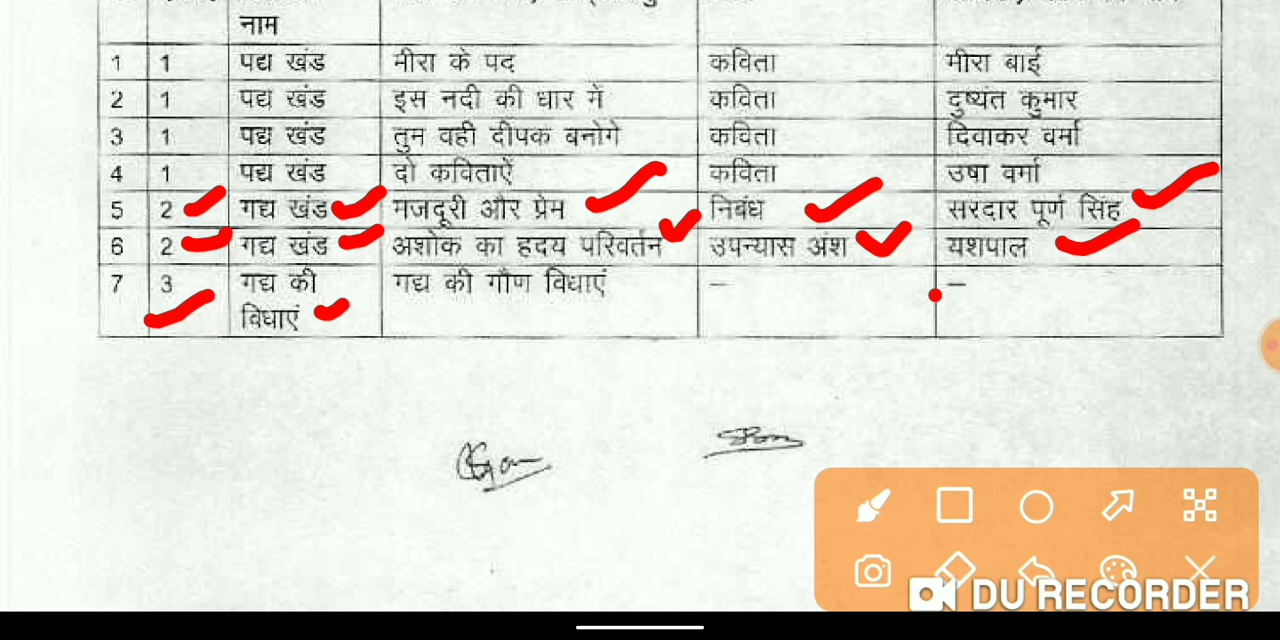 नाम
1 1 पद्य खंड मीरा के पद कविता मीरा बाई
2 1 पद्य खंड इस नदी की धार में कविता दुष्यंत कुमार
3 1 पद्य खंड तुम वही दीपक बनोगे कविता दिवाकर वर्मा
4 1 पद्य खंड दो कविताऐं कविता उषा वर्मा
5 2 गद्य खंड मजदूरी और प्रेम निबंध सरदार पूर्ण सिंह
6 2 गद्य खंड अशोक का हृदय परिवर्तन उपन्यास अंश यशपाल
7 3 गद्य की गद्य की गौण विधाएं – –
विधाएं
DU RECORDER